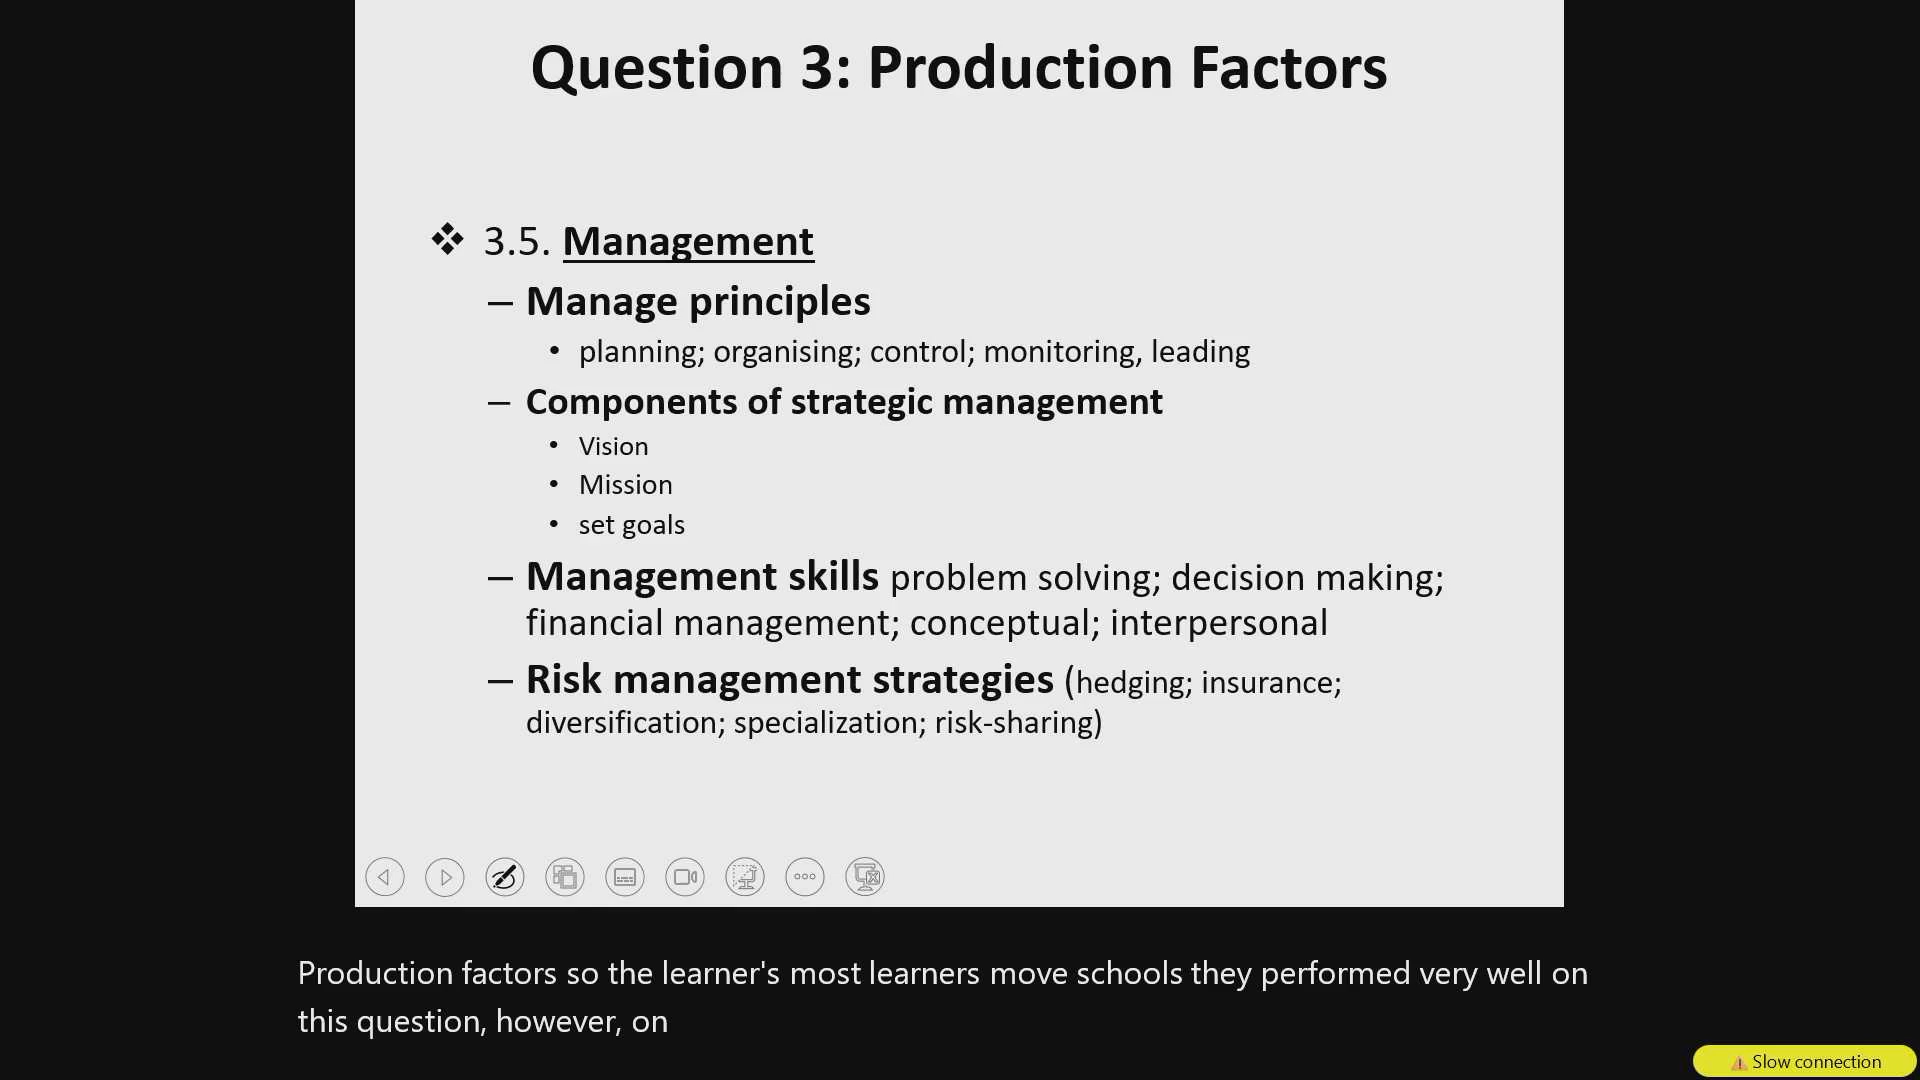 Question 3: Production Factors
❖ 3.5. Management
– Manage principles
• planning; organising; control; monitoring, leading
– Components of strategic management
• Vision
• Mission
• set goals
– Management skills problem solving; decision making;
financial management; conceptual; interpersonal
– Risk management strategies (hedging; insurance;
diversification; specialization; risk-sharing)
Production factors so the learner's most learners move schools they performed very well on
this question, however, on
⚠ Slow connection